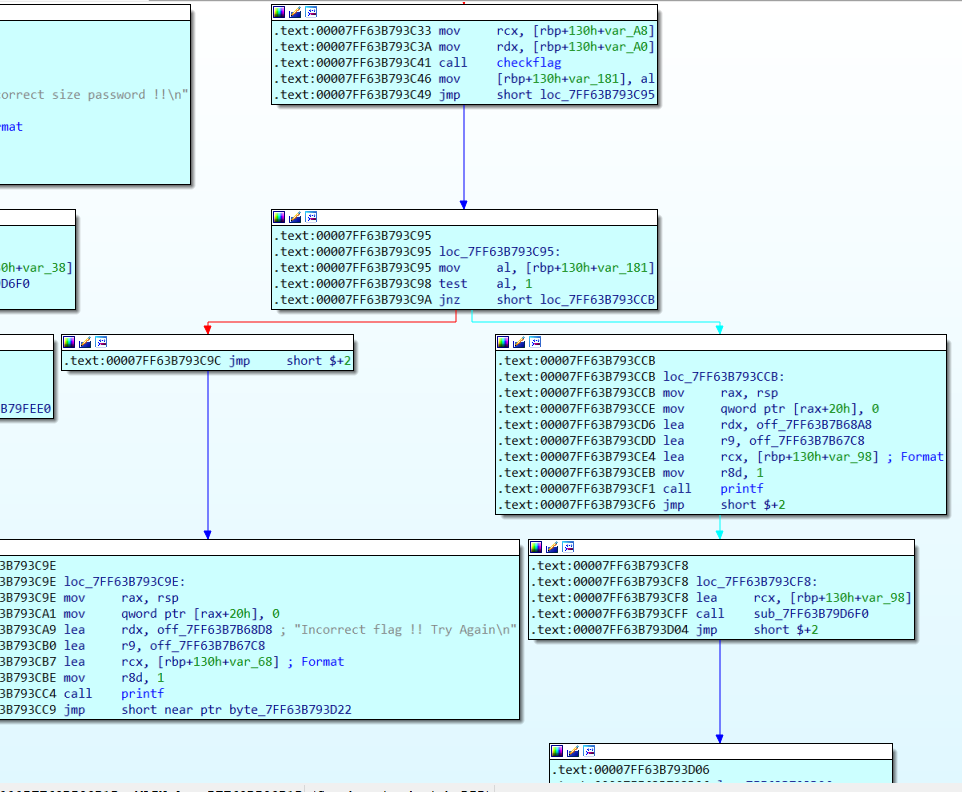 .text:00007FF63B793C33 mov rcx, [rbp+130h+var_A8]
.text:00007FF63B793C3A mov rdx, [rbp+130h+var_A0]
.text:00007FF63B793C41 call checkflag
.text:00007FF63B793C46 mov [rbp+130h+var_181], al
.text:00007FF63B793C49 jmp short loc_7FF63B793C95
orrect size password !!\n"
rmat
.text:00007FF63B793C95
.text:00007FF63B793C95 loc_7FF63B793C95:
.text:00007FF63B793C95 mov al, [rbp+130h+var_181]
.text:00007FF63B793C98 test al, 1
.text:00007FF63B793C9A jnz short loc_7FF63B793CCB
0h+var_38]
D6F0
.text:00007FF63B793C9C jmp short $+2
B79FEE0
.text:00007FF63B793CCB
.text:00007FF63B793CCB loc_7FF63B793CCB:
.text:00007FF63B793CCB mov rax, rsp
.text:00007FF63B793CCE mov qword ptr [rax+20h], 0
.text:00007FF63B793CD6 lea rdx, off_7FF63B7B68A8
.text:00007FF63B793CDD lea r9, off_7FF63B7B67C8
.text:00007FF63B793CE4 lea rcx, [rbp+130h+var_98] ; Format
.text:00007FF63B793CEB mov r8d, 1
.text:00007FF63B793CF1 call printf
.text:00007FF63B793CF6 jmp short $+2
3B793C9E
3B793C9E loc_7FF63B793C9E:
3B793C9E mov rax, rsp
3B793CA1 mov qword ptr [rax+20h], 0
3B793CA9 lea rdx, off_7FF63B7B68D8 ; "Incorrect flag !! Try Again\n"
3B793CB0 lea r9, off_7FF63B7B67C8
3B793CB7 lea rcx, [rbp+130h+var_68] ; Format
3B793CBE mov r8d, 1
3B793CC4 call printf
3B793CC9 jmp short near ptr byte_7FF63B793D22
.text:00007FF63B793CF8
.text:00007FF63B793CF8 loc_7FF63B793CF8:
.text:00007FF63B793CF8 lea rcx, [rbp+130h+var_98]
.text:00007FF63B793CFF call sub_7FF63B79D6F0
.text:00007FF63B793D04 jmp short $+2
.text:00007FF63B793D06